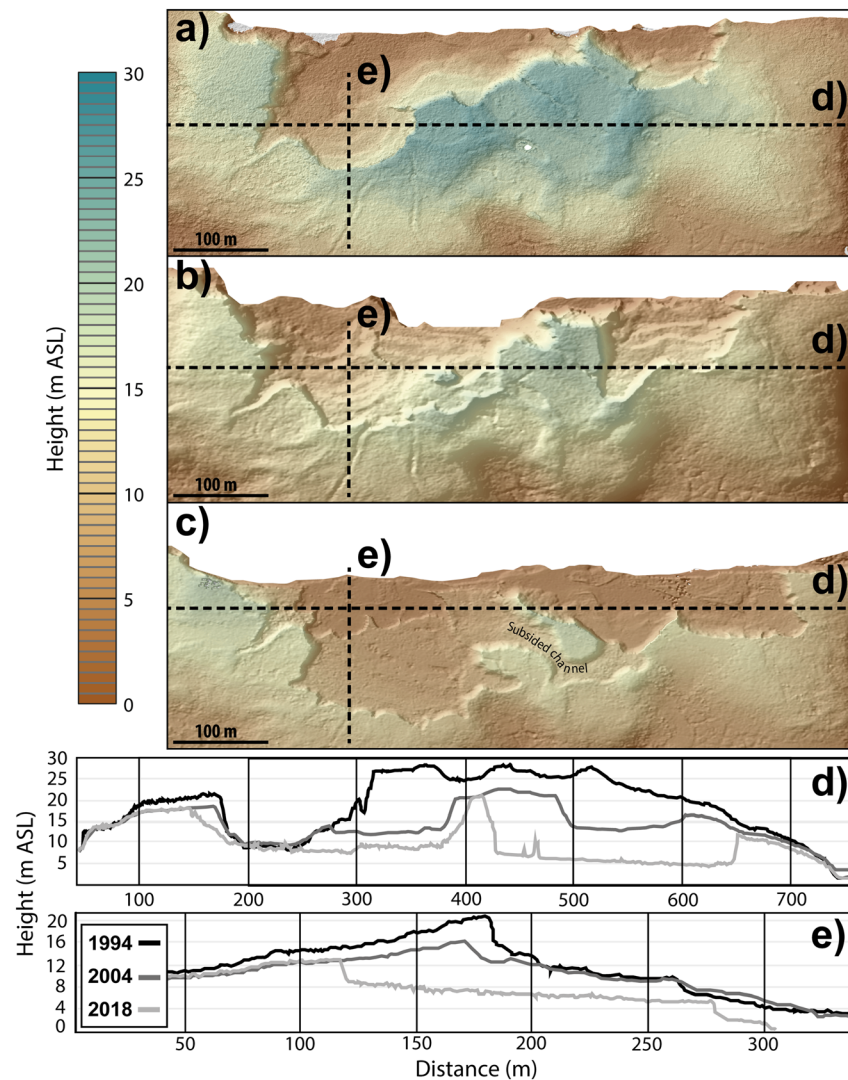 a)
e)
d)
100 m
b)
e)
d)
100 m
c)
e)
d)
Subsided channel
100 m
30
25
20
15
10
5
0
Height (m ASL)
30
25
20
15
10
5
d)
100
200
300
400
500
600
700
Height (m ASL)
20
16
12
8
4
0
e)
1994
2004
2018
50
100
150
200
250
300
Distance (m)